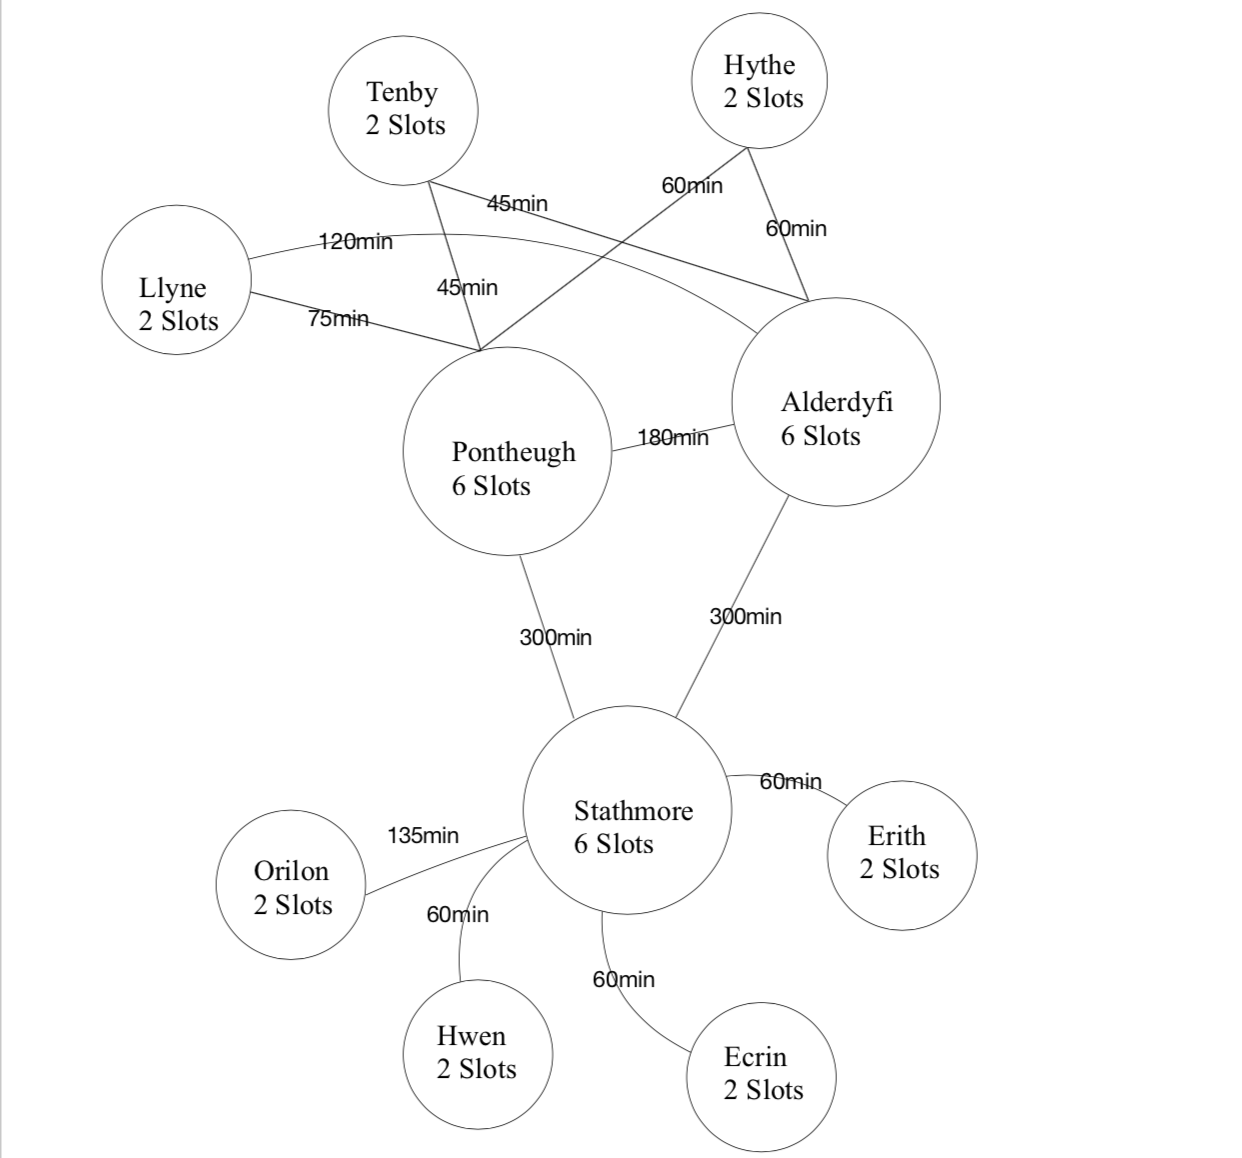 Hythe
2 Slots
Tenby
2 Slots
60min
45min
60min
120min
Llyne
2 Slots
45min
75min
Alderdyfi
6 Slots
180min
Pontheugh
6 Slots
300min
300min
60min
Stathmore
6 Slots
135min
Erith
2 Slots
Orilon
2 Slots
60min
60min
Hwen
2 Slots
Ecrin
2 Slots